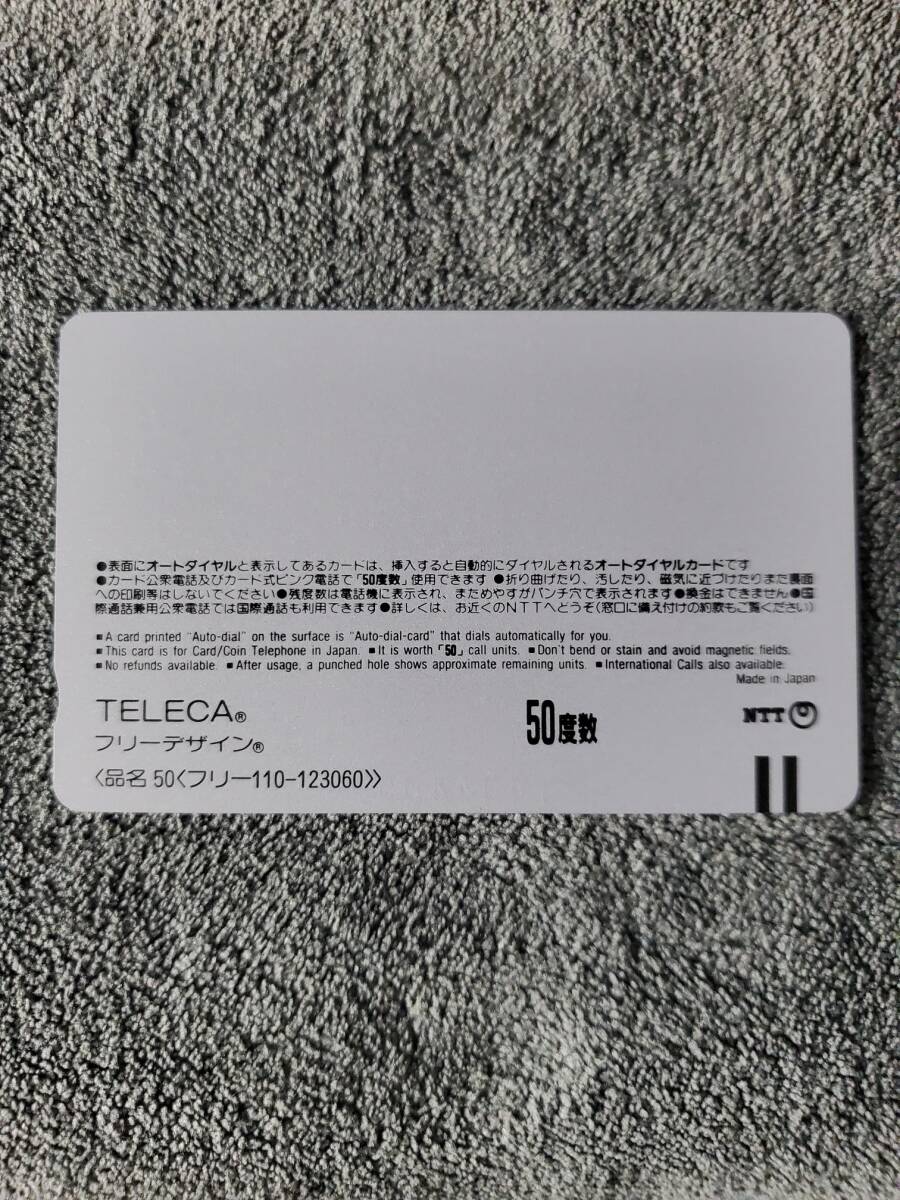 ●表面にオートダイヤルと表示してあるカードは、挿入すると自動的にダイヤルされるオートダイヤルカードです
●カード公衆電話及びカード式ピンク電話で「50度数」使用できます ●折り曲げたり、汚したり、磁気に近づけたりまた裏面
への印刷等はしないでください●残度数は電話機に表示され、まためやすがパンチ穴で表示されます●換金はできません●国
際通話兼用公衆電話では国際通話も利用できます●詳しくは、お近くのNTTへどうぞ(窓口に備え付けの約款もご覧ください)
■A card printed "Auto-dial" on the surface is "Auto-dial-card" that dials automatically for you.
■This card is for Card/Coin Telephone in Japan. ■It is worth「50」call units. ■Don't bend or stain and avoid magnetic fields.
■No refunds available. ■After usage, a punched hole shows approximate remaining units. ■International Calls also available.
Made in Japan
TELECA® 50度数 NTT
フリーデザイン®
〈品名 50〈フリー110-123060〉〉